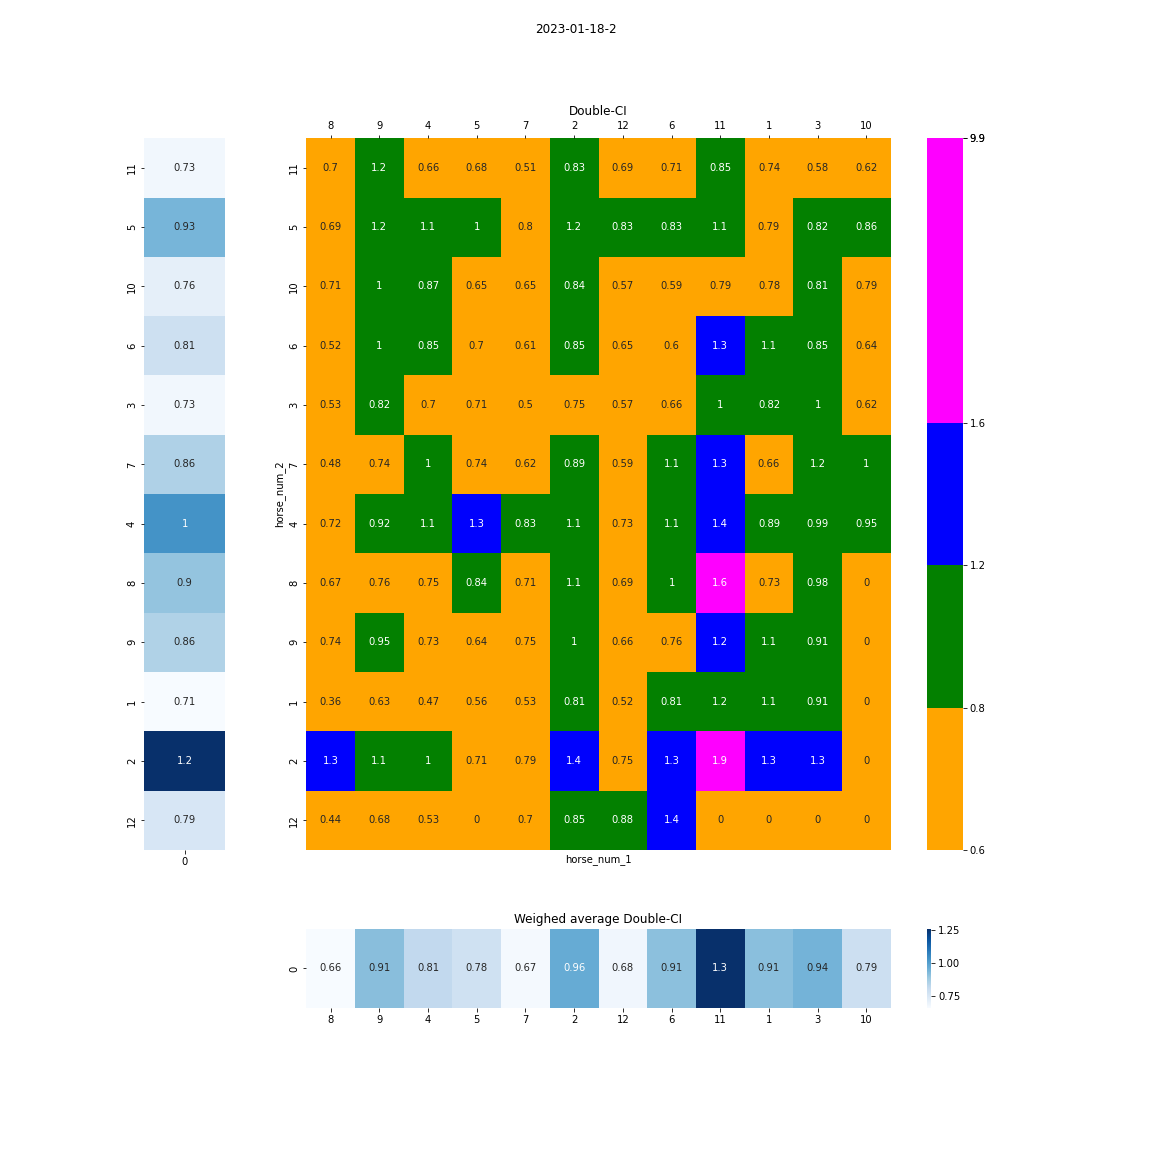 2023-01-18-2
Double-CI
8 9 4 5 7 2 12 6 11 1 3 10
11 0.73 11 0.7 1.2 0.66 0.68 0.51 0.83 0.69 0.71 0.85 0.74 0.58 0.62 9.9
5 0.93 5 0.69 1.2 1.1 1 0.8 1.2 0.83 0.83 1.1 0.79 0.82 0.86
10 0.76 10 0.71 1 0.87 0.65 0.65 0.84 0.57 0.59 0.79 0.78 0.81 0.79
6 0.81 6 0.52 1 0.85 0.7 0.61 0.85 0.65 0.6 1.3 1.1 0.85 0.64
3 0.73 3 0.53 0.82 0.7 0.71 0.5 0.75 0.57 0.66 1 0.82 1 0.62
1.6
7 0.86 7 0.48 0.74 1 0.74 0.62 0.89 0.59 1.1 1.3 0.66 1.2 1
horse_num_2
4 1 4 0.72 0.92 1.1 1.3 0.83 1.1 0.73 1.1 1.4 0.89 0.99 0.95
1.2
8 0.9 8 0.67 0.76 0.75 0.84 0.71 1.1 0.69 1 1.6 0.73 0.98 0
9 0.86 9 0.74 0.95 0.73 0.64 0.75 1 0.66 0.76 1.2 1.1 0.91 0
1 0.71 1 0.36 0.63 0.47 0.56 0.53 0.81 0.52 0.81 1.2 1.1 0.91 0
0.8
2 1.2 2 1.3 1.1 1 0.71 0.79 1.4 0.75 1.3 1.9 1.3 1.3 0
12 0.79 12 0.44 0.68 0.53 0 0.7 0.85 0.88 1.4 0 0 0 0
0.6
0 horse_num_1
Weighed average Double-CI
1.25
0 0.66 0.91 0.81 0.78 0.67 0.96 0.68 0.91 1.3 0.91 0.94 0.79 1.00
0.75
8 9 4 5 7 2 12 6 11 1 3 10